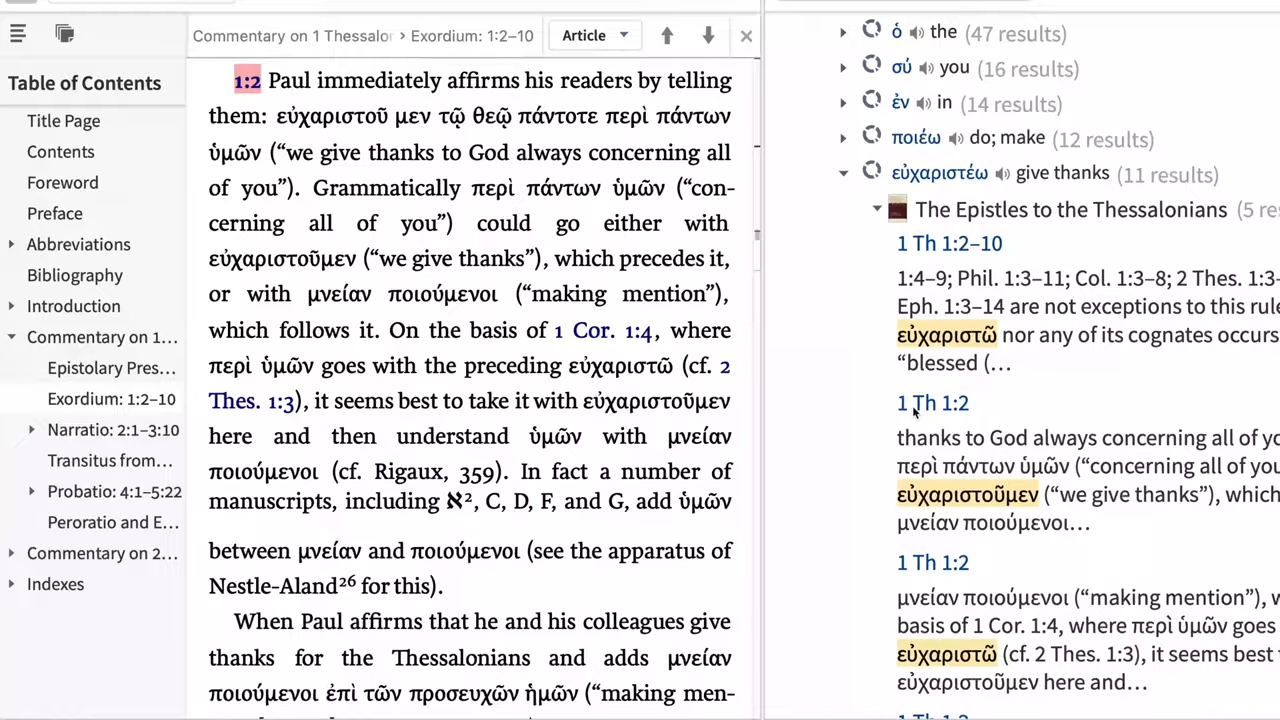 Commentary on 1 Thessalor › Exordium: 1:2–10
Article
Table of Contents
Title Page
Contents
Foreword
Preface
Abbreviations
Bibliography
Introduction
Commentary on 1…
Epistolary Pres…
Exordium: 1:2–10
Narratio: 2:1–3:10
Transitus from…
Probatio: 4:1–5:22
Peroratio and E…
Commentary on 2…
Indexes
1:2 Paul immediately affirms his readers by telling
them: εὐχαριστοῦ μεν τῷ θεῷ πάντοτε περὶ πάντων
ὑμῶν (“we give thanks to God always concerning all
of you”). Grammatically περὶ πάντων ὑμῶν (“con-
cerning all of you”) could go either with
εὐχαριστοῦμεν (“we give thanks”), which precedes it,
or with μνείαν ποιούμενοι (“making mention”),
which follows it. On the basis of 1 Cor. 1:4, where
περὶ ὑμῶν goes with the preceding εὐχαριστῶ (cf. 2
Thes. 1:3), it seems best to take it with εὐχαριστοῦμεν
here and then understand ὑμῶν with μνείαν
ποιούμενοι (cf. Rigaux, 359). In fact a number of
manuscripts, including ℵ², C, D, F, and G, add ὑμῶν
between μνείαν and ποιούμενοι (see the apparatus of
Nestle-Aland²⁶ for this).
When Paul affirms that he and his colleagues give
thanks for the Thessalonians and adds μνείαν
ποιούμενοι ἐπὶ τῶν προσευχῶν ἡμῶν (“making men-
ὁ the (47 results)
σύ you (16 results)
ἐν in (14 results)
ποιέω do; make (12 results)
εὐχαριστέω give thanks (11 results)
The Epistles to the Thessalonians (5 re
1 Th 1:2–10
1:4–9; Phil. 1:3–11; Col. 1:3–8; 2 Thes. 1:3-
Eph. 1:3–14 are not exceptions to this rule
εὐχαριστῶ nor any of its cognates occurs
“blessed (…
1 Th 1:2
thanks to God always concerning all of yo
περὶ πάντων ὑμῶν (“concerning all of you
εὐχαριστοῦμεν (“we give thanks”), which
μνείαν ποιούμενοι…
1 Th 1:2
μνείαν ποιούμενοι (“making mention”), w
basis of 1 Cor. 1:4, where περὶ ὑμῶν goes
εὐχαριστῶ (cf. 2 Thes. 1:3), it seems best
εὐχαριστοῦμεν here and…